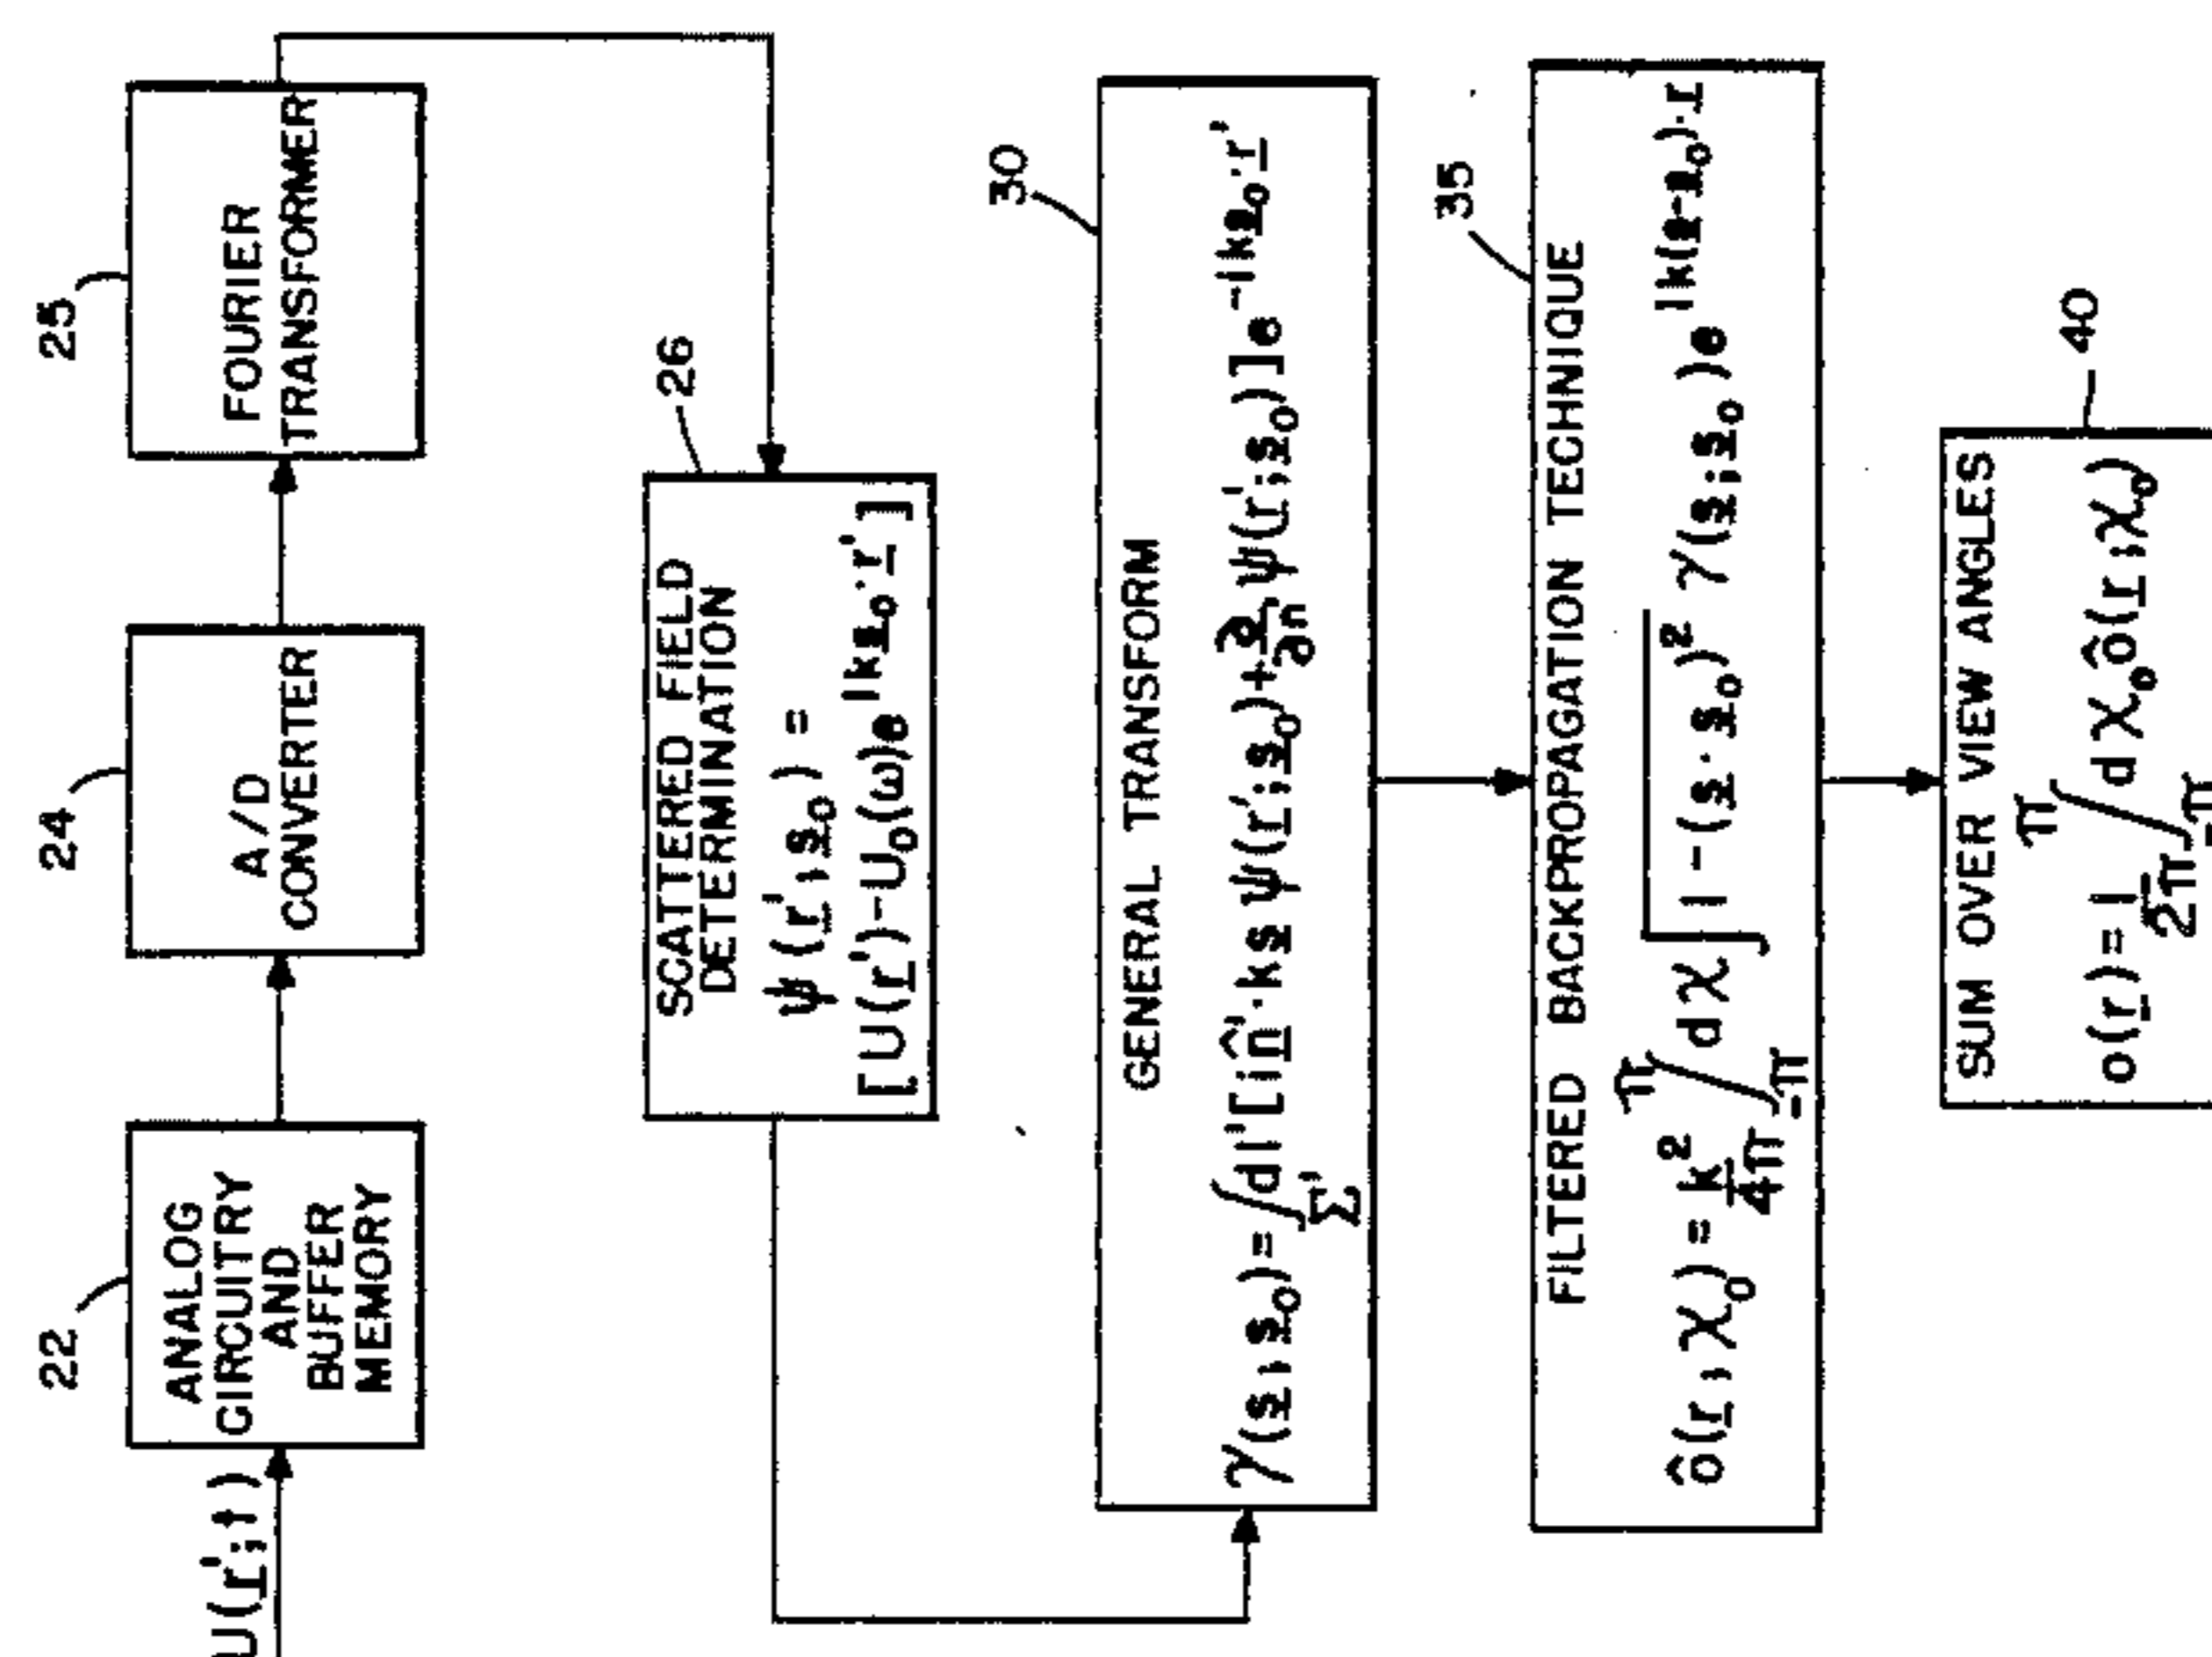 U(r';t)
22
ANALOG
CIRCUITRY
AND
BUFFER
MEMORY
24
A/D
CONVERTER
25
FOURIER
TRANSFORMER
26
SCATTERED FIELD
DETERMINATION
ψ(r',s₀) =
[U(r')-U₀(ω)e^{iks₀·r'}]
30
GENERAL TRANSFORM
γ(s,s₀)=∫_{Σ'} dl'[in̂'·ks ψ(r';s₀)+∂/∂n' ψ(r';s₀)]e^{-iks₀·r'}
35
FILTERED BACKPROPAGATION TECHNIQUE
ô(r,χ₀)= k²/4π ∫_{-π}^{π} dχ √1-(s·s₀)² γ(s;s₀)e^{ik(s-s₀)·r}
40
SUM OVER VIEW ANGLES
o(r)= 1/2π ∫_{-π}^{π} dχ₀ ô(r;χ₀)